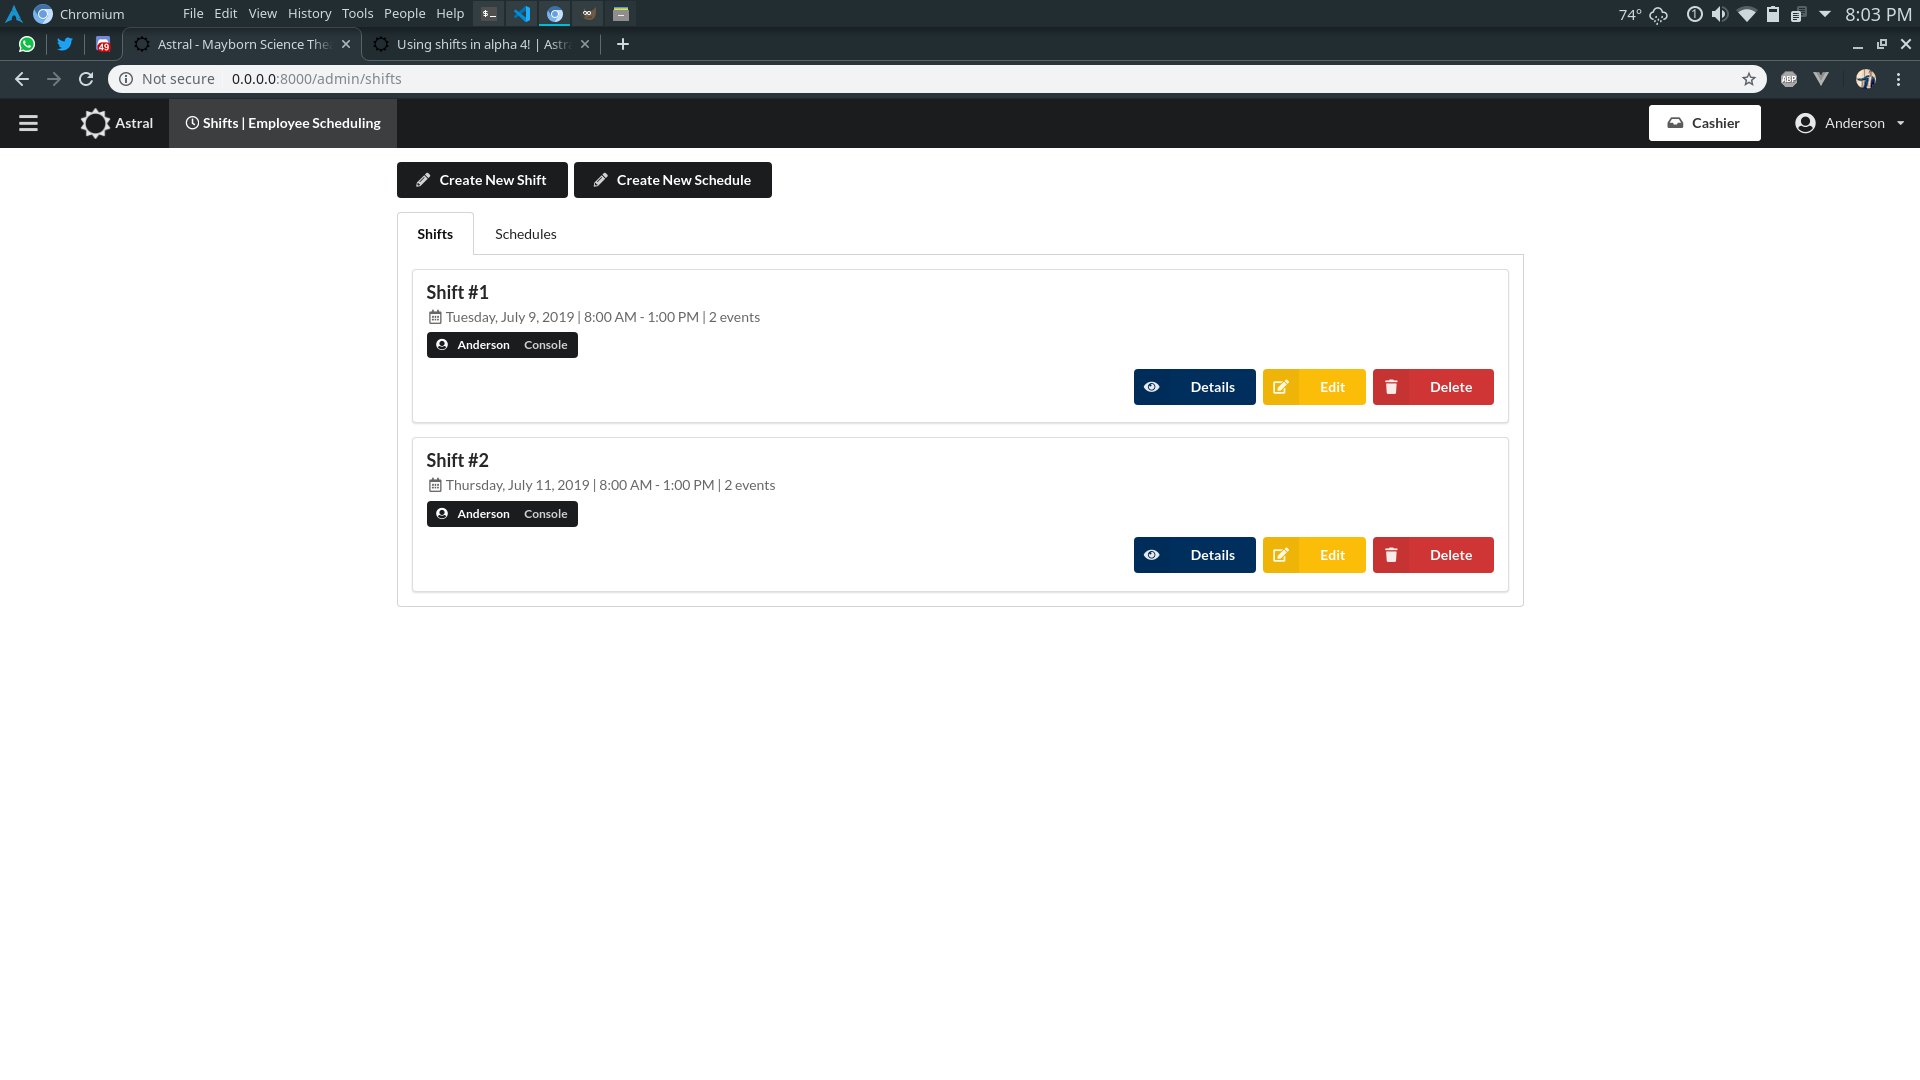 Chromium File Edit View History Tools People Help 74° 8:03 PM
49 Astral - Mayborn Science The Using shifts in alpha 4! | Astr
Not secure 0.0.0.0:8000/admin/shifts ABP
Astral Shifts | Employee Scheduling Cashier Anderson
Create New Shift Create New Schedule
Shifts Schedules
Shift #1
Tuesday, July 9, 2019 | 8:00 AM - 1:00 PM | 2 events
Anderson Console
Details Edit Delete
Shift #2
Thursday, July 11, 2019 | 8:00 AM - 1:00 PM | 2 events
Anderson Console
Details Edit Delete